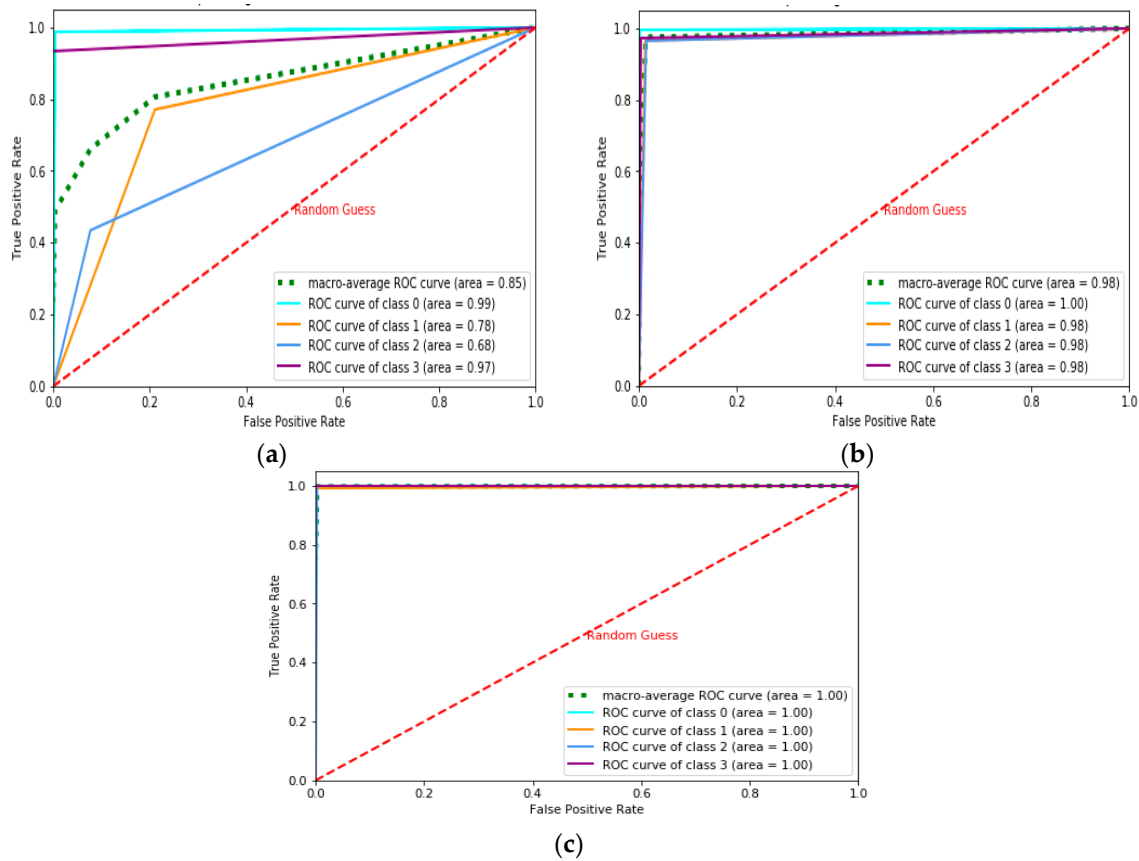 1.0
0.8
0.6
0.4
0.2
0.0
True Positive Rate
Random Guess
macro-average ROC curve (area = 0.85)
ROC curve of class 0 (area = 0.99)
ROC curve of class 1 (area = 0.78)
ROC curve of class 2 (area = 0.68)
ROC curve of class 3 (area = 0.97)
0.0 0.2 0.4 0.6 0.8 1.0
False Positive Rate
(a)
1.0
0.8
0.6
0.4
0.2
0.0
True Positive Rate
Random Guess
macro-average ROC curve (area = 0.98)
ROC curve of class 0 (area = 1.00)
ROC curve of class 1 (area = 0.98)
ROC curve of class 2 (area = 0.98)
ROC curve of class 3 (area = 0.98)
0.0 0.2 0.4 0.6 0.8 1.0
False Positive Rate
(b)
1.0
0.8
0.6
0.4
0.2
0.0
True Positive Rate
Random Guess
macro-average ROC curve (area = 1.00)
ROC curve of class 0 (area = 1.00)
ROC curve of class 1 (area = 1.00)
ROC curve of class 2 (area = 1.00)
ROC curve of class 3 (area = 1.00)
0.0 0.2 0.4 0.6 0.8 1.0
False Positive Rate
(c)